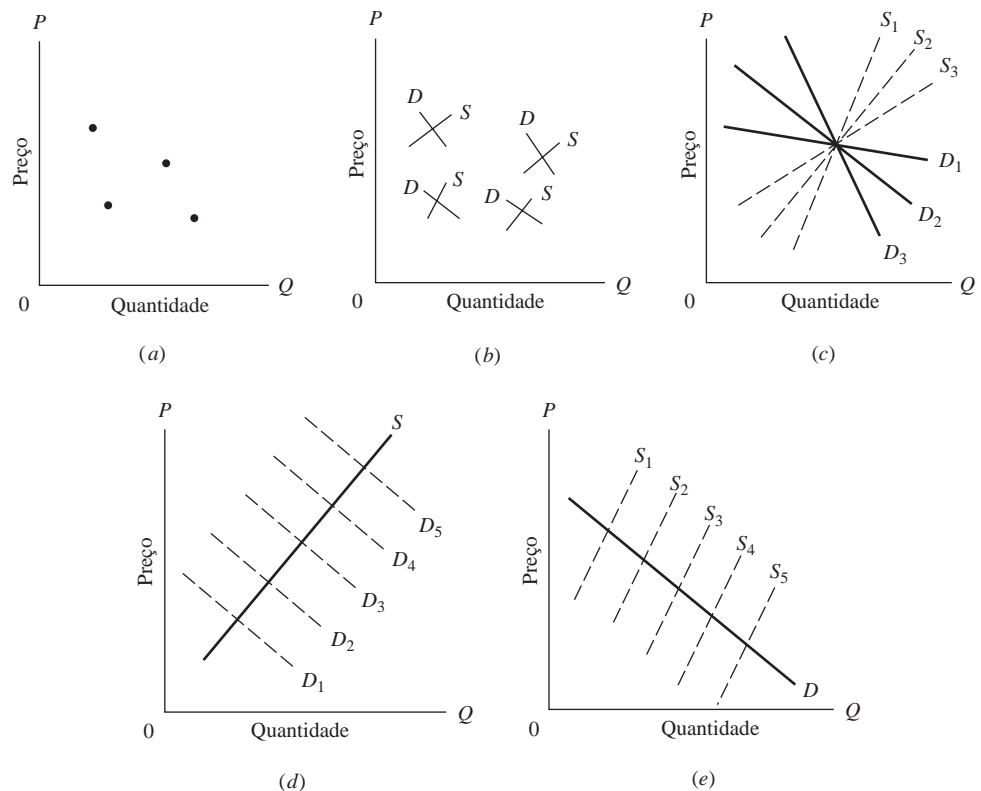 P
Preço
0
Quantidade
Q
(a)
P
Preço
D
S
D
S
D
S
D
S
0
Quantidade
Q
(b)
P
Preço
S1
S2
S3
D1
D2
D3
0
Quantidade
Q
(c)
P
Preço
S
D5
D4
D3
D2
D1
0
Quantidade
Q
(d)
P
Preço
S1
S2
S3
S4
S5
D
0
Quantidade
Q
(e)